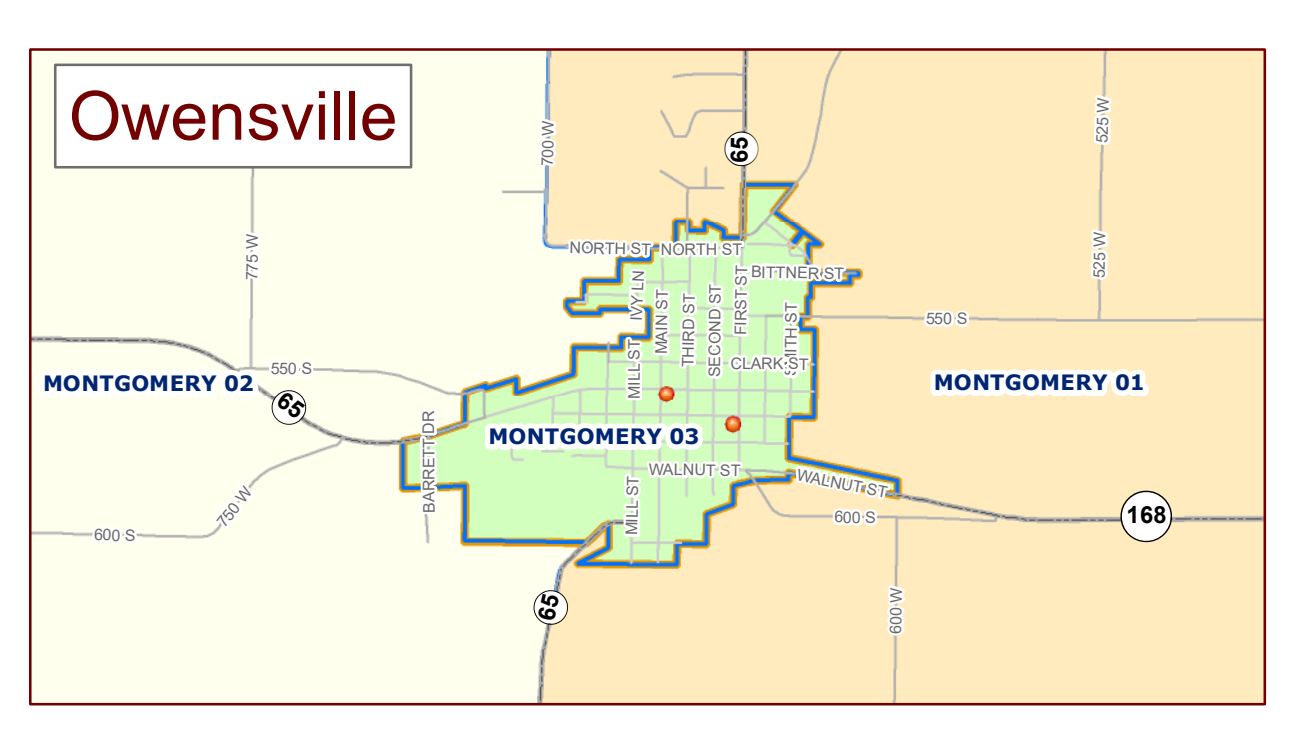 Owensville
700 W
65
525 W
NORTH ST
NORTH ST
775 W
525 W
BITTNER ST
IVY LN
MAIN ST
THIRD ST
SECOND ST
FIRST ST
SMITH ST
550 S
550 S
MILL ST
CLARK ST
MONTGOMERY 02
MONTGOMERY 01
65
MONTGOMERY 03
BARRETT DR
WALNUT ST
WALNUT ST
750 W
MILL ST
600 S
168
600 S
65
600 W